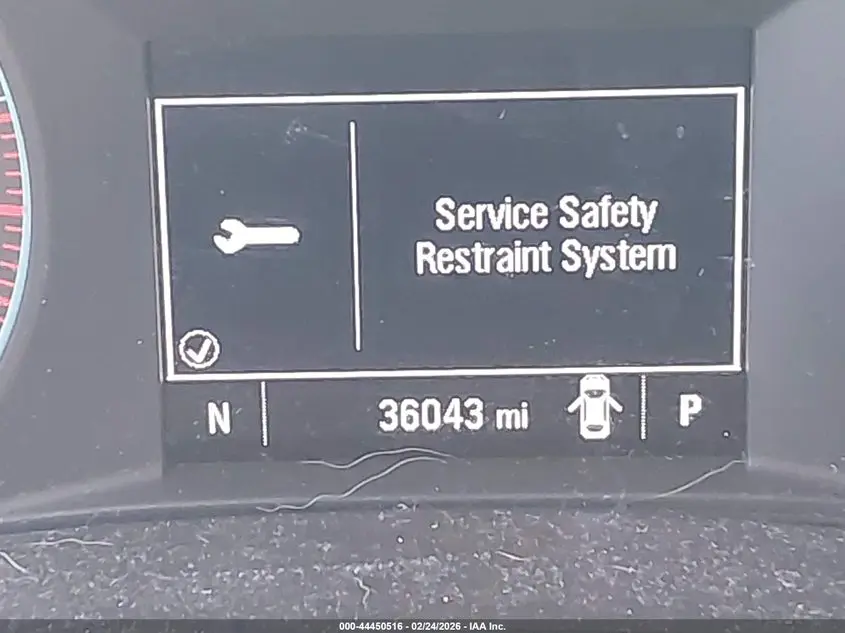 Service Safety
Restraint System
N
36043 mi
P
000-44450516 - 02/24/2026 - IAA Inc.